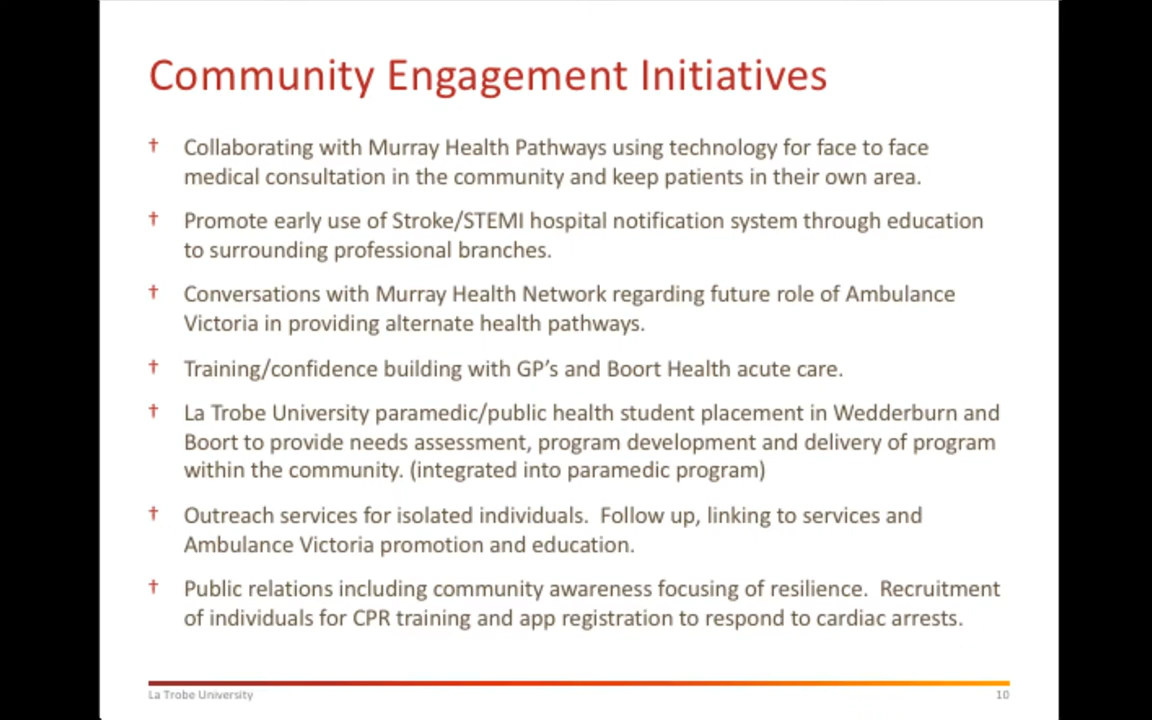 Community Engagement Initiatives
† Collaborating with Murray Health Pathways using technology for face to face
medical consultation in the community and keep patients in their own area.
† Promote early use of Stroke/STEMI hospital notification system through education
to surrounding professional branches.
† Conversations with Murray Health Network regarding future role of Ambulance
Victoria in providing alternate health pathways.
† Training/confidence building with GP’s and Boort Health acute care.
† La Trobe University paramedic/public health student placement in Wedderburn and
Boort to provide needs assessment, program development and delivery of program
within the community. (integrated into paramedic program)
† Outreach services for isolated individuals.  Follow up, linking to services and
Ambulance Victoria promotion and education.
† Public relations including community awareness focusing of resilience.  Recruitment
of individuals for CPR training and app registration to respond to cardiac arrests.
La Trobe University
10